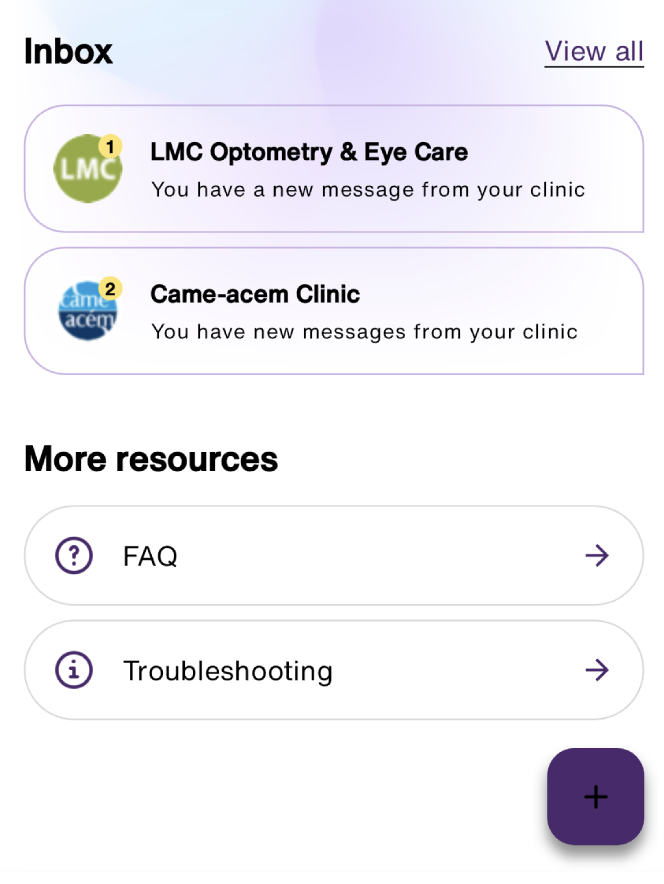 Inbox
View all
1
LMC
LMC Optometry & Eye Care
You have a new message from your clinic
2
came
acém
Came-acem Clinic
You have new messages from your clinic
More resources
?
FAQ
i
Troubleshooting
+